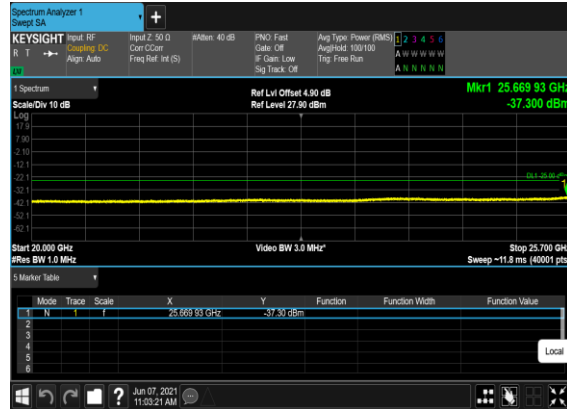 Spectrum Analyzer 1
Swept SA
+
KEYSIGHT Input: RF Input Z: 50 Ω #Atten: 40 dB PNO: Fast Avg Type: Power (RMS) 1 2 3 4 5 6
R T Coupling: DC Corr CCorr Gate: Off Avg|Hold: 100/100 A W W W W W
Align: Auto Freq Ref: Int (S) IF Gain: Low Trig: Free Run
Sig Track: Off A N N N N N
1 Spectrum Ref Lvl Offset 4.90 dB Mkr1 25.669 93 GHz
Scale/Div 10 dB Ref Level 27.90 dBm -37.300 dBm
Log
17.9
7.90
-2.10
-12.1
-22.1 DL1 -25.00
-32.1 1
-42.1
-52.1
-62.1
Start 20.000 GHz Video BW 3.0 MHz* Stop 25.700 GH
#Res BW 1.0 MHz Sweep ~11.8 ms (40001 pts
5 Marker Table
Mode Trace Scale X Y Function Function Width Function Value
1 N 1 f 25.669 93 GHz -37.30 dBm
2
3
4
5
6
Local
? Jun 07, 2021
11:03:21 AM